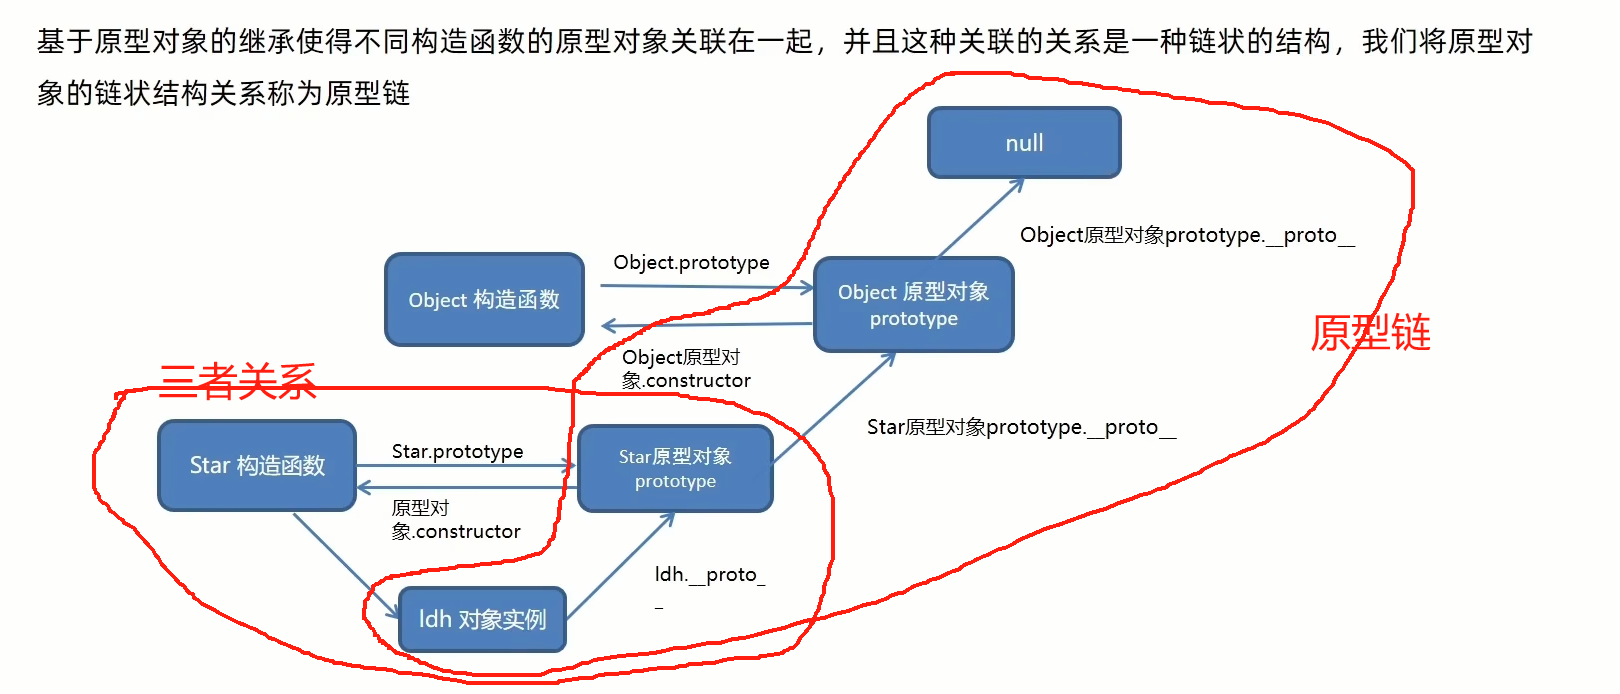 基于原型对象的继承使得不同构造函数的原型对象关联在一起，并且这种关联的关系是一种链状的结构，我们将原型对
象的链状结构关系称为原型链
null
Object原型对象prototype.__proto__
Object.prototype
Object 构造函数
Object 原型对象
prototype
原型链
Object原型对
象.constructor
三者关系
Star原型对象prototype.__proto__
Star.prototype
Star 构造函数
Star原型对象
prototype
原型对
象.constructor
ldh.__proto_
_
ldh 对象实例